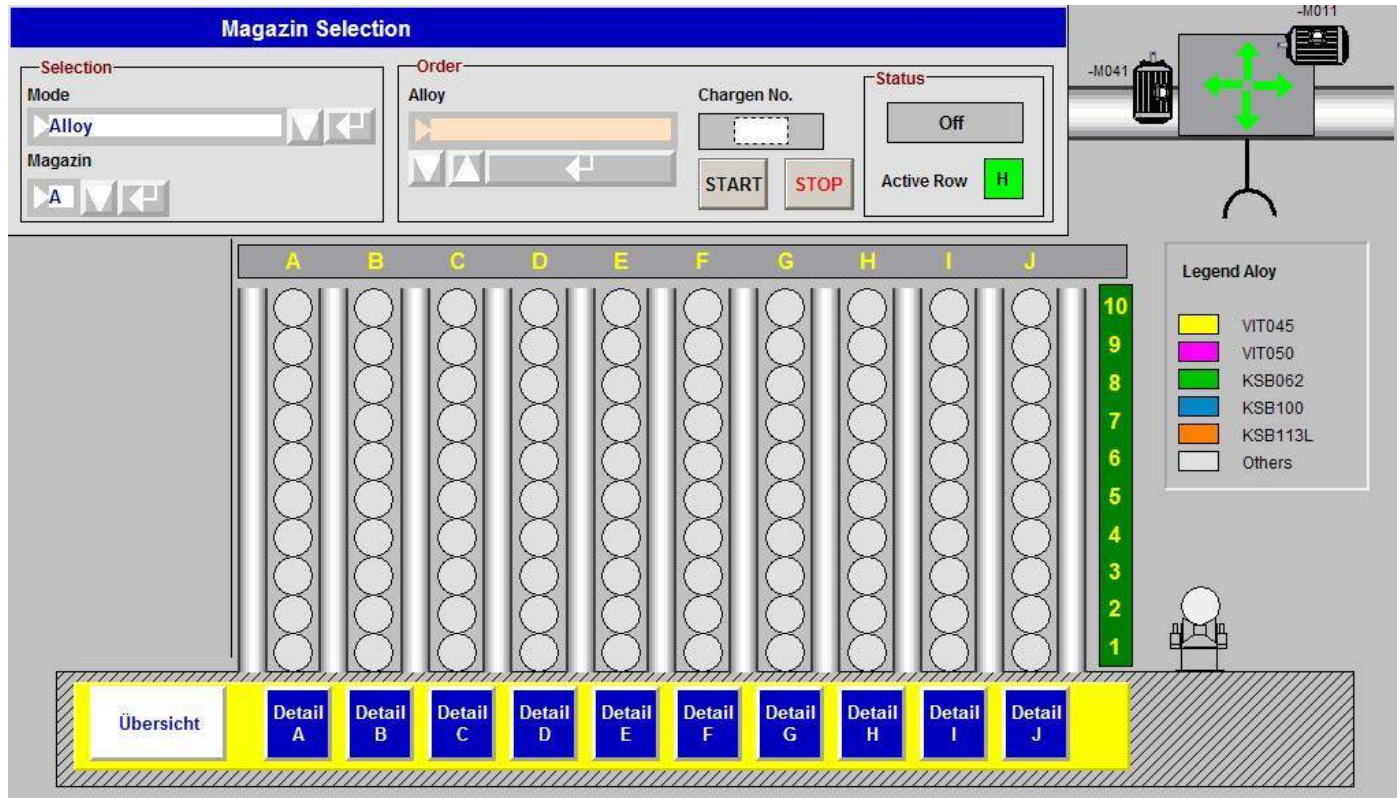 Magazin Selection
Selection
Mode
Alloy
Magazin
A
Order
Alloy
Chargen No.
START STOP
Status
Off
Active Row H
-M011
-M041
A B C D E F G H I J
10
9
8
7
6
5
4
3
2
1
Legend Aloy
VIT045
VIT050
KSB062
KSB100
KSB113L
Others
Übersicht
Detail A
Detail B
Detail C
Detail D
Detail E
Detail F
Detail G
Detail H
Detail I
Detail J